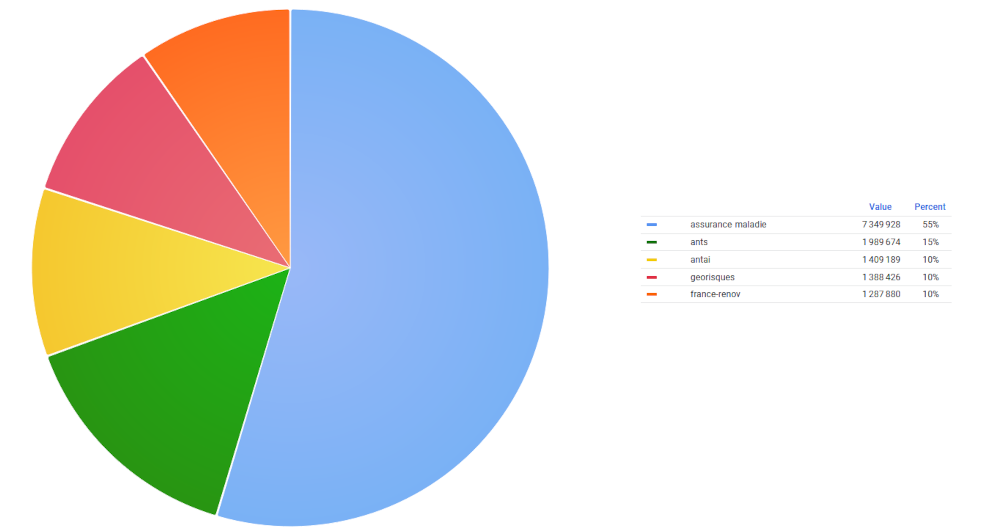 Value Percent
assurance maladie 7 349 928 55%
ants 1 989 674 15%
antai 1 409 189 10%
georisques 1 388 426 10%
france-renov 1 287 880 10%